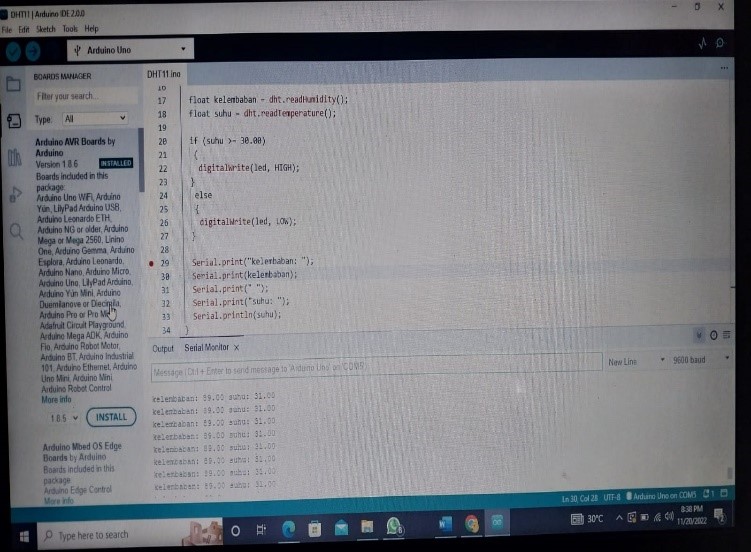 DHT11 | Arduino IDE 2.0.0
File Edit Sketch Tools Help
Arduino Uno
BOARDS MANAGER
Filter your search...
Type: All
Arduino AVR Boards by
Arduino
Version 1.8.6 INSTALLED
Boards included in this
package:
Arduino Uno WiFi, Arduino
Yún, LilyPad Arduino USB,
Arduino Leonardo ETH,
Arduino NG or older, Arduino
Mega or Mega 2560, Linino
One, Arduino Gemma, Arduino
Esplora, Arduino Leonardo,
Arduino Nano, Arduino Micro,
Arduino Uno, LilyPad Arduino,
Arduino Yún Mini, Arduino
Duemilanove or Diecimila,
Arduino Pro or Pro Mini,
Adafruit Circuit Playground,
Arduino Mega ADK, Arduino
Fio, Arduino Robot Motor,
Arduino BT, Arduino Industrial
101, Arduino Ethernet, Arduino
Uno Mini, Arduino Mini,
Arduino Robot Control
More info
1.8.5 INSTALL
Arduino Mbed OS Edge
Boards by Arduino
Boards included in this
package
Arduino Edge Control
More info
DHT11.ino
16
17 float kelembaban = dht.readHumidity();
18 float suhu = dht.readTemperature();
19
20 if (suhu >= 30.00)
21 {
22 digitalWrite(led, HIGH);
23 }
24 else
25 {
26 digitalWrite(led, LOW);
27 }
28
29 Serial.print("kelembaban: ");
30 Serial.print(kelembaban);
31 Serial.print(" ");
32 Serial.print("suhu: ");
33 Serial.println(suhu);
34 }
Output Serial Monitor x
Message (Ctrl + Enter to send message to 'Arduino Uno' on 'COM5')
New Line 9600 baud
kelembaban: 89.00 suhu: 31.00
kelembaban: 89.00 suhu: 31.00
kelembaban: 89.00 suhu: 31.00
kelembaban: 89.00 suhu: 31.00
kelembaban: 89.00 suhu: 31.00
kelembaban: 89.00 suhu: 31.00
kelembaban: 89.00 suhu: 31.00
kelembaban: 89.00 suhu: 31.00
Ln 30, Col 28 UTF-8 Arduino Uno on COM5 1
Type here to search
30°C
8:38 PM
11/20/2022